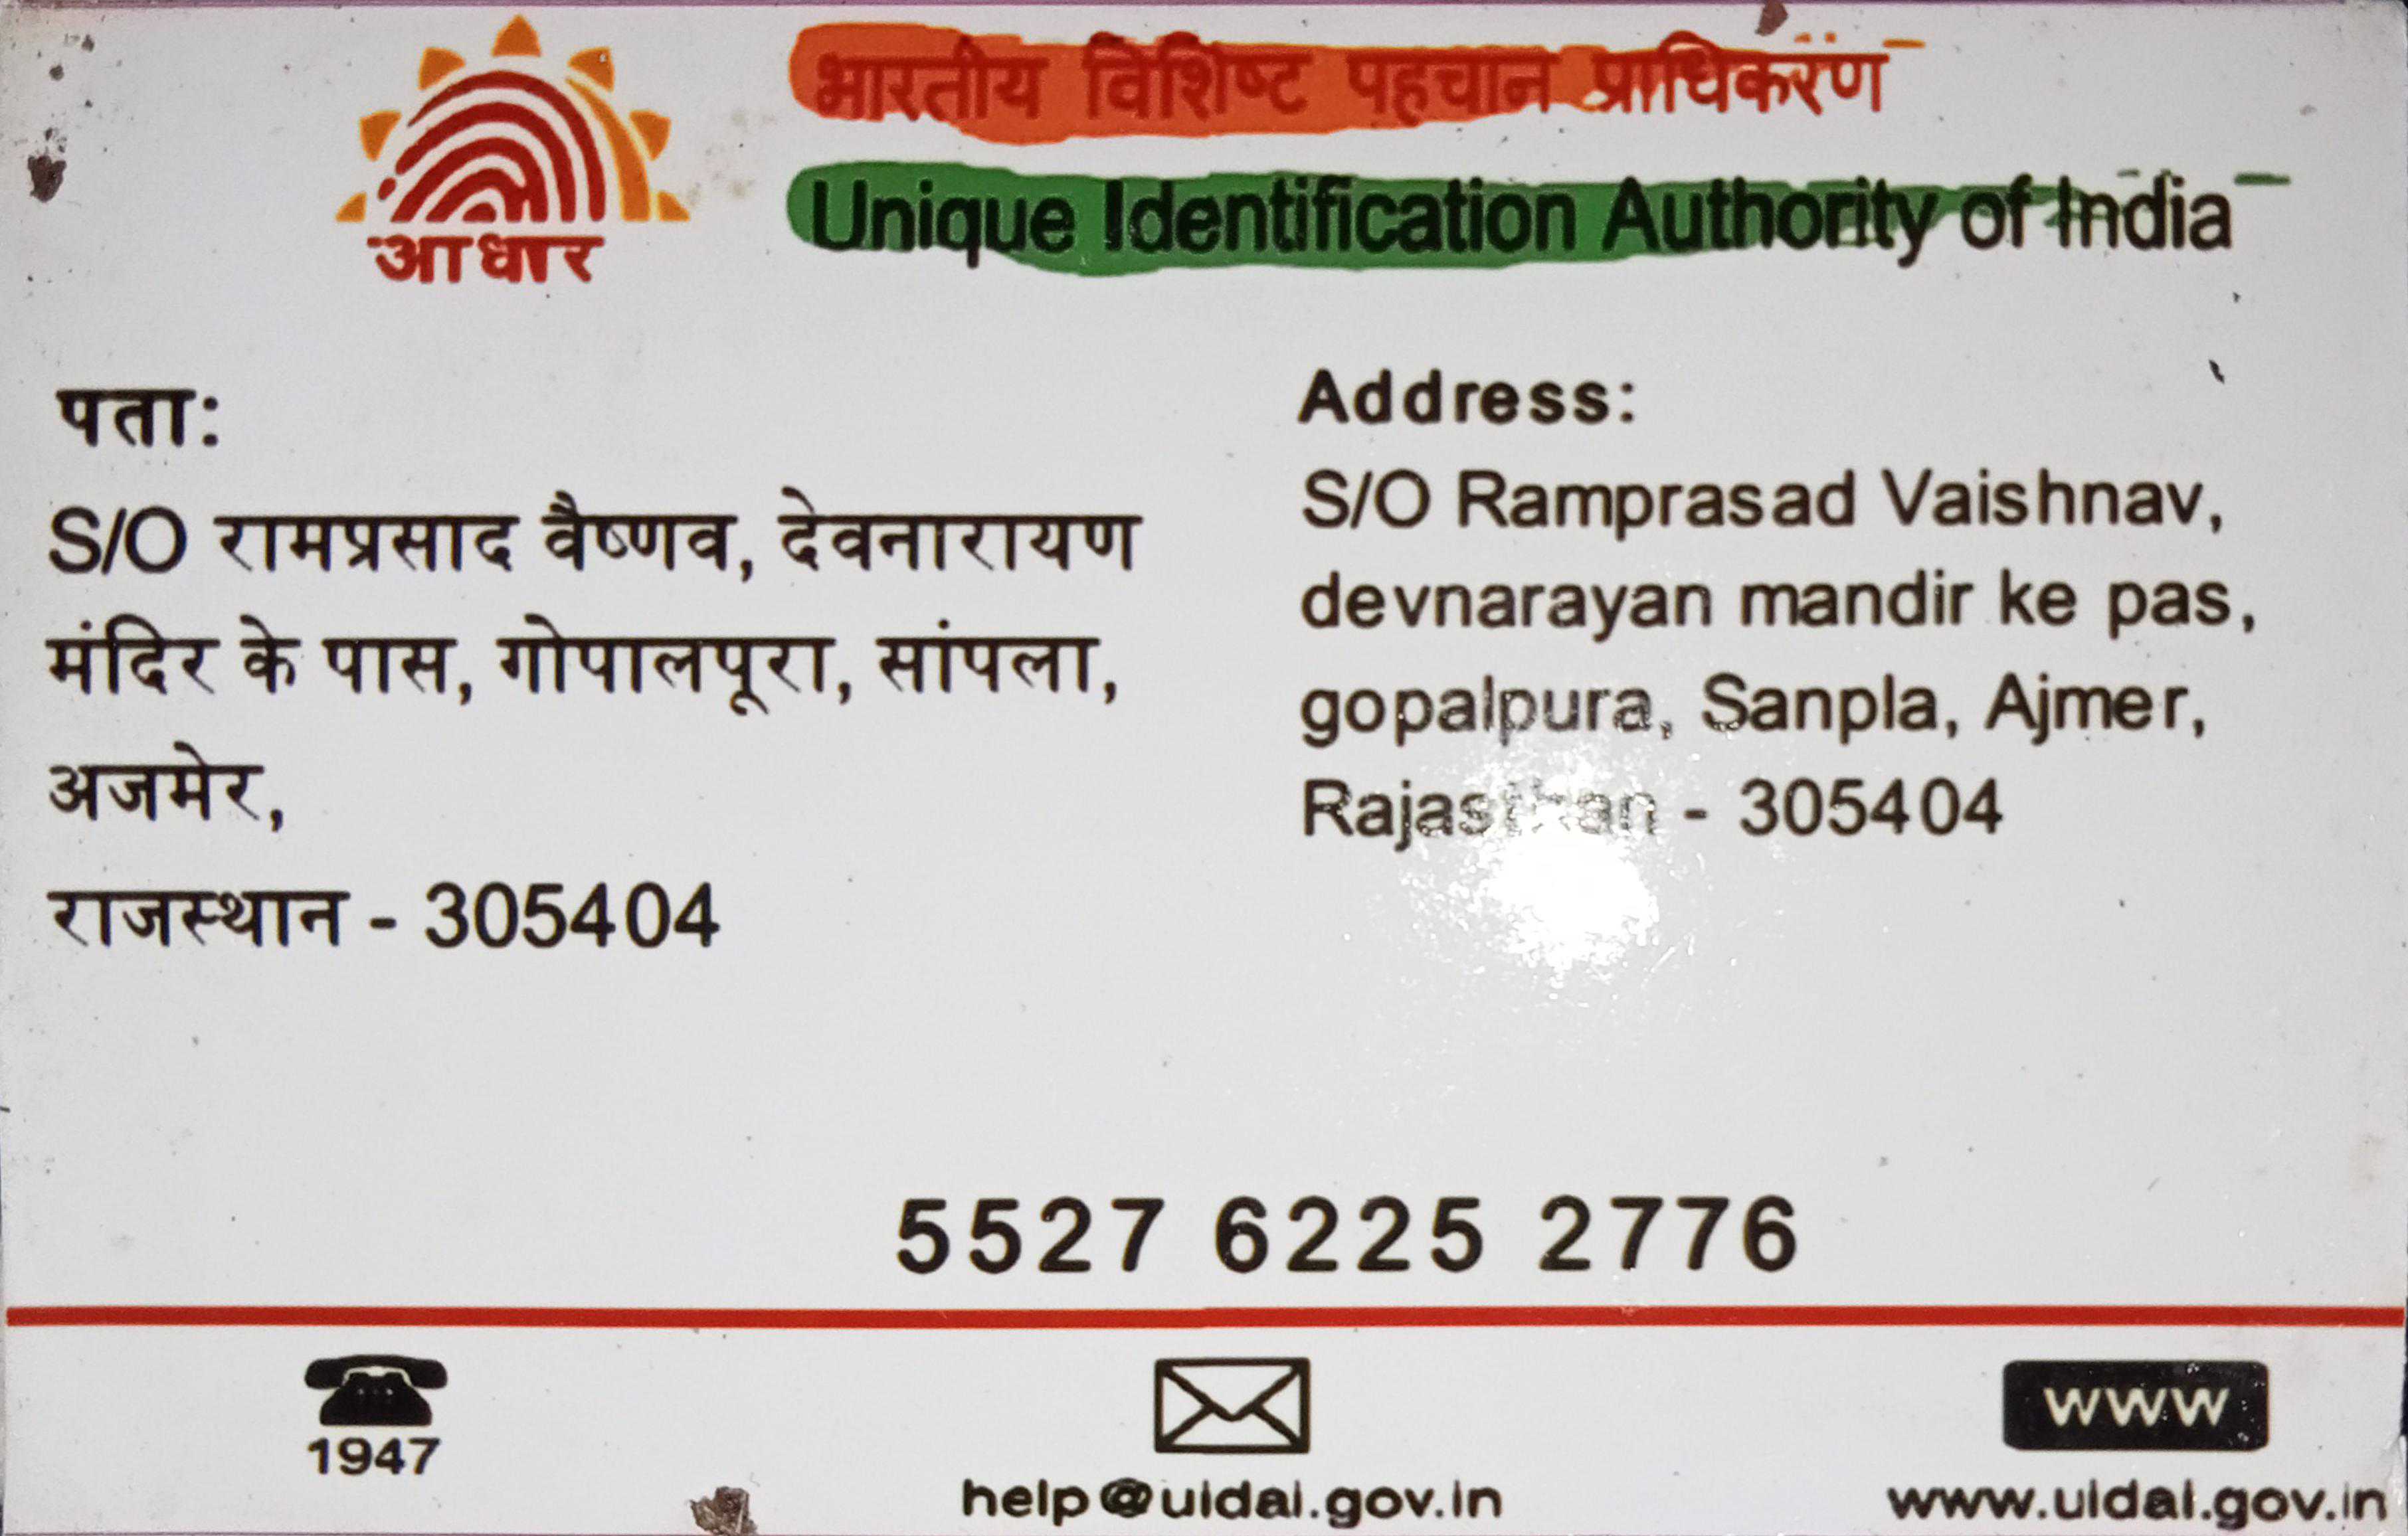 भारतीय विशिष्ट पहचान प्राधिकरण
Unique Identification Authority of India
आधार
पता:
S/O रामप्रसाद वैष्णव, देवनारायण
मंदिर के पास, गोपालपूरा, सांपला,
अजमेर,
राजस्थान - 305404
Address:
S/O Ramprasad Vaishnav,
devnarayan mandir ke pas,
gopalpura, Sanpla, Ajmer,
Rajasthan - 305404
5527 6225 2776
1947
help@uidai.gov.in
www
www.uidai.gov.in